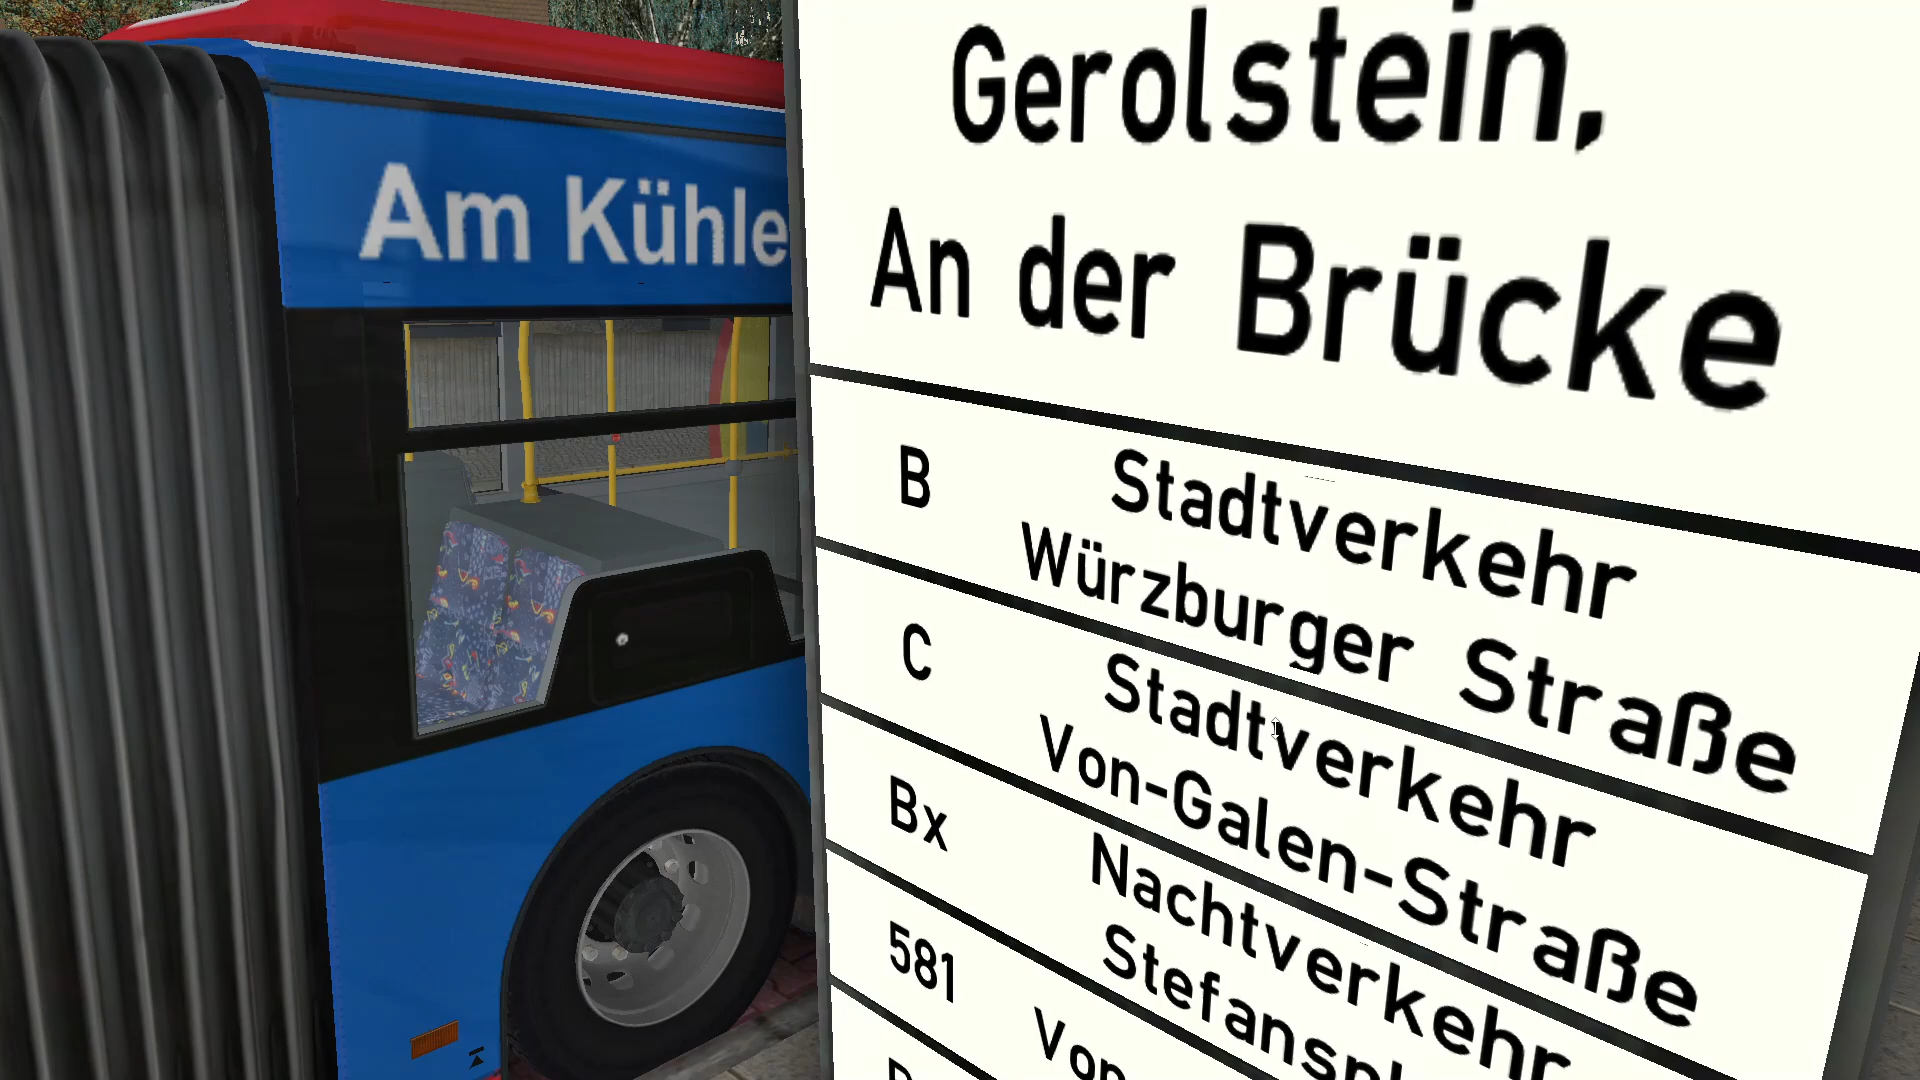 Am Kühle
Gerolstein,
An der Brücke
B Stadtverkehr
Würzburger Straße
C Stadtverkehr
Von-Galen-Straße
Bx Nachtverkehr
581